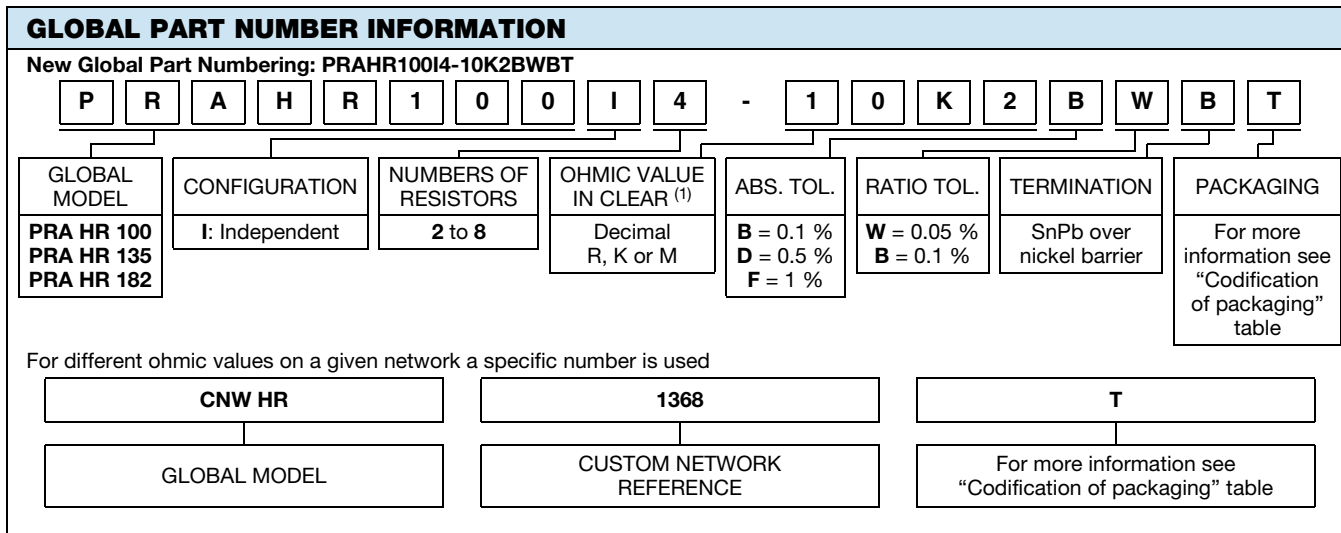 GLOBAL PART NUMBER INFORMATION
New Global Part Numbering: PRAHR100I4-10K2BWBT
P R A H R 1 0 0 I 4 - 1 0 K 2 B W B T
GLOBAL
MODEL
PRA HR 100
PRA HR 135
PRA HR 182
CONFIGURATION
I: Independent
NUMBERS OF
RESISTORS
2 to 8
OHMIC VALUE
IN CLEAR (1)
Decimal
R, K or M
ABS. TOL.
B = 0.1 %
D = 0.5 %
F = 1 %
RATIO TOL.
W = 0.05 %
B = 0.1 %
TERMINATION
SnPb over
nickel barrier
PACKAGING
For more
information see
“Codification
of packaging”
table
For different ohmic values on a given network a specific number is used
CNW HR
GLOBAL MODEL
1368
CUSTOM NETWORK
REFERENCE
T
For more information see
“Codification of packaging” table